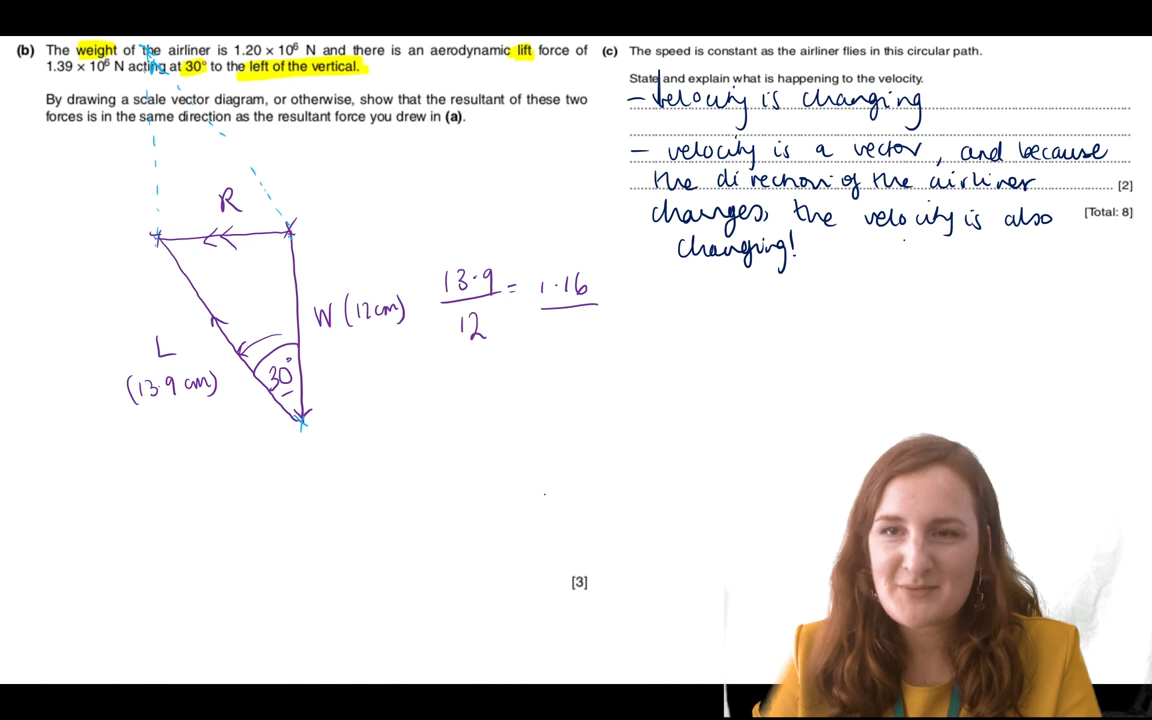 (b) The weight of the airliner is 1.20 × 10⁶ N and there is an aerodynamic lift force of
1.39 × 10⁶ N acting at 30° to the left of the vertical.
By drawing a scale vector diagram, or otherwise, show that the resultant of these two
forces is in the same direction as the resultant force you drew in (a).
R
W (12cm)
L
(13.9 cm)
30°
13.9
12
= 1.16
[3]
(c) The speed is constant as the airliner flies in this circular path.
State and explain what is happening to the velocity.
- velocity is changing
- velocity is a vector, and because
the direction of the airliner
[2]
changes, the velocity is also
[Total: 8]
changing!